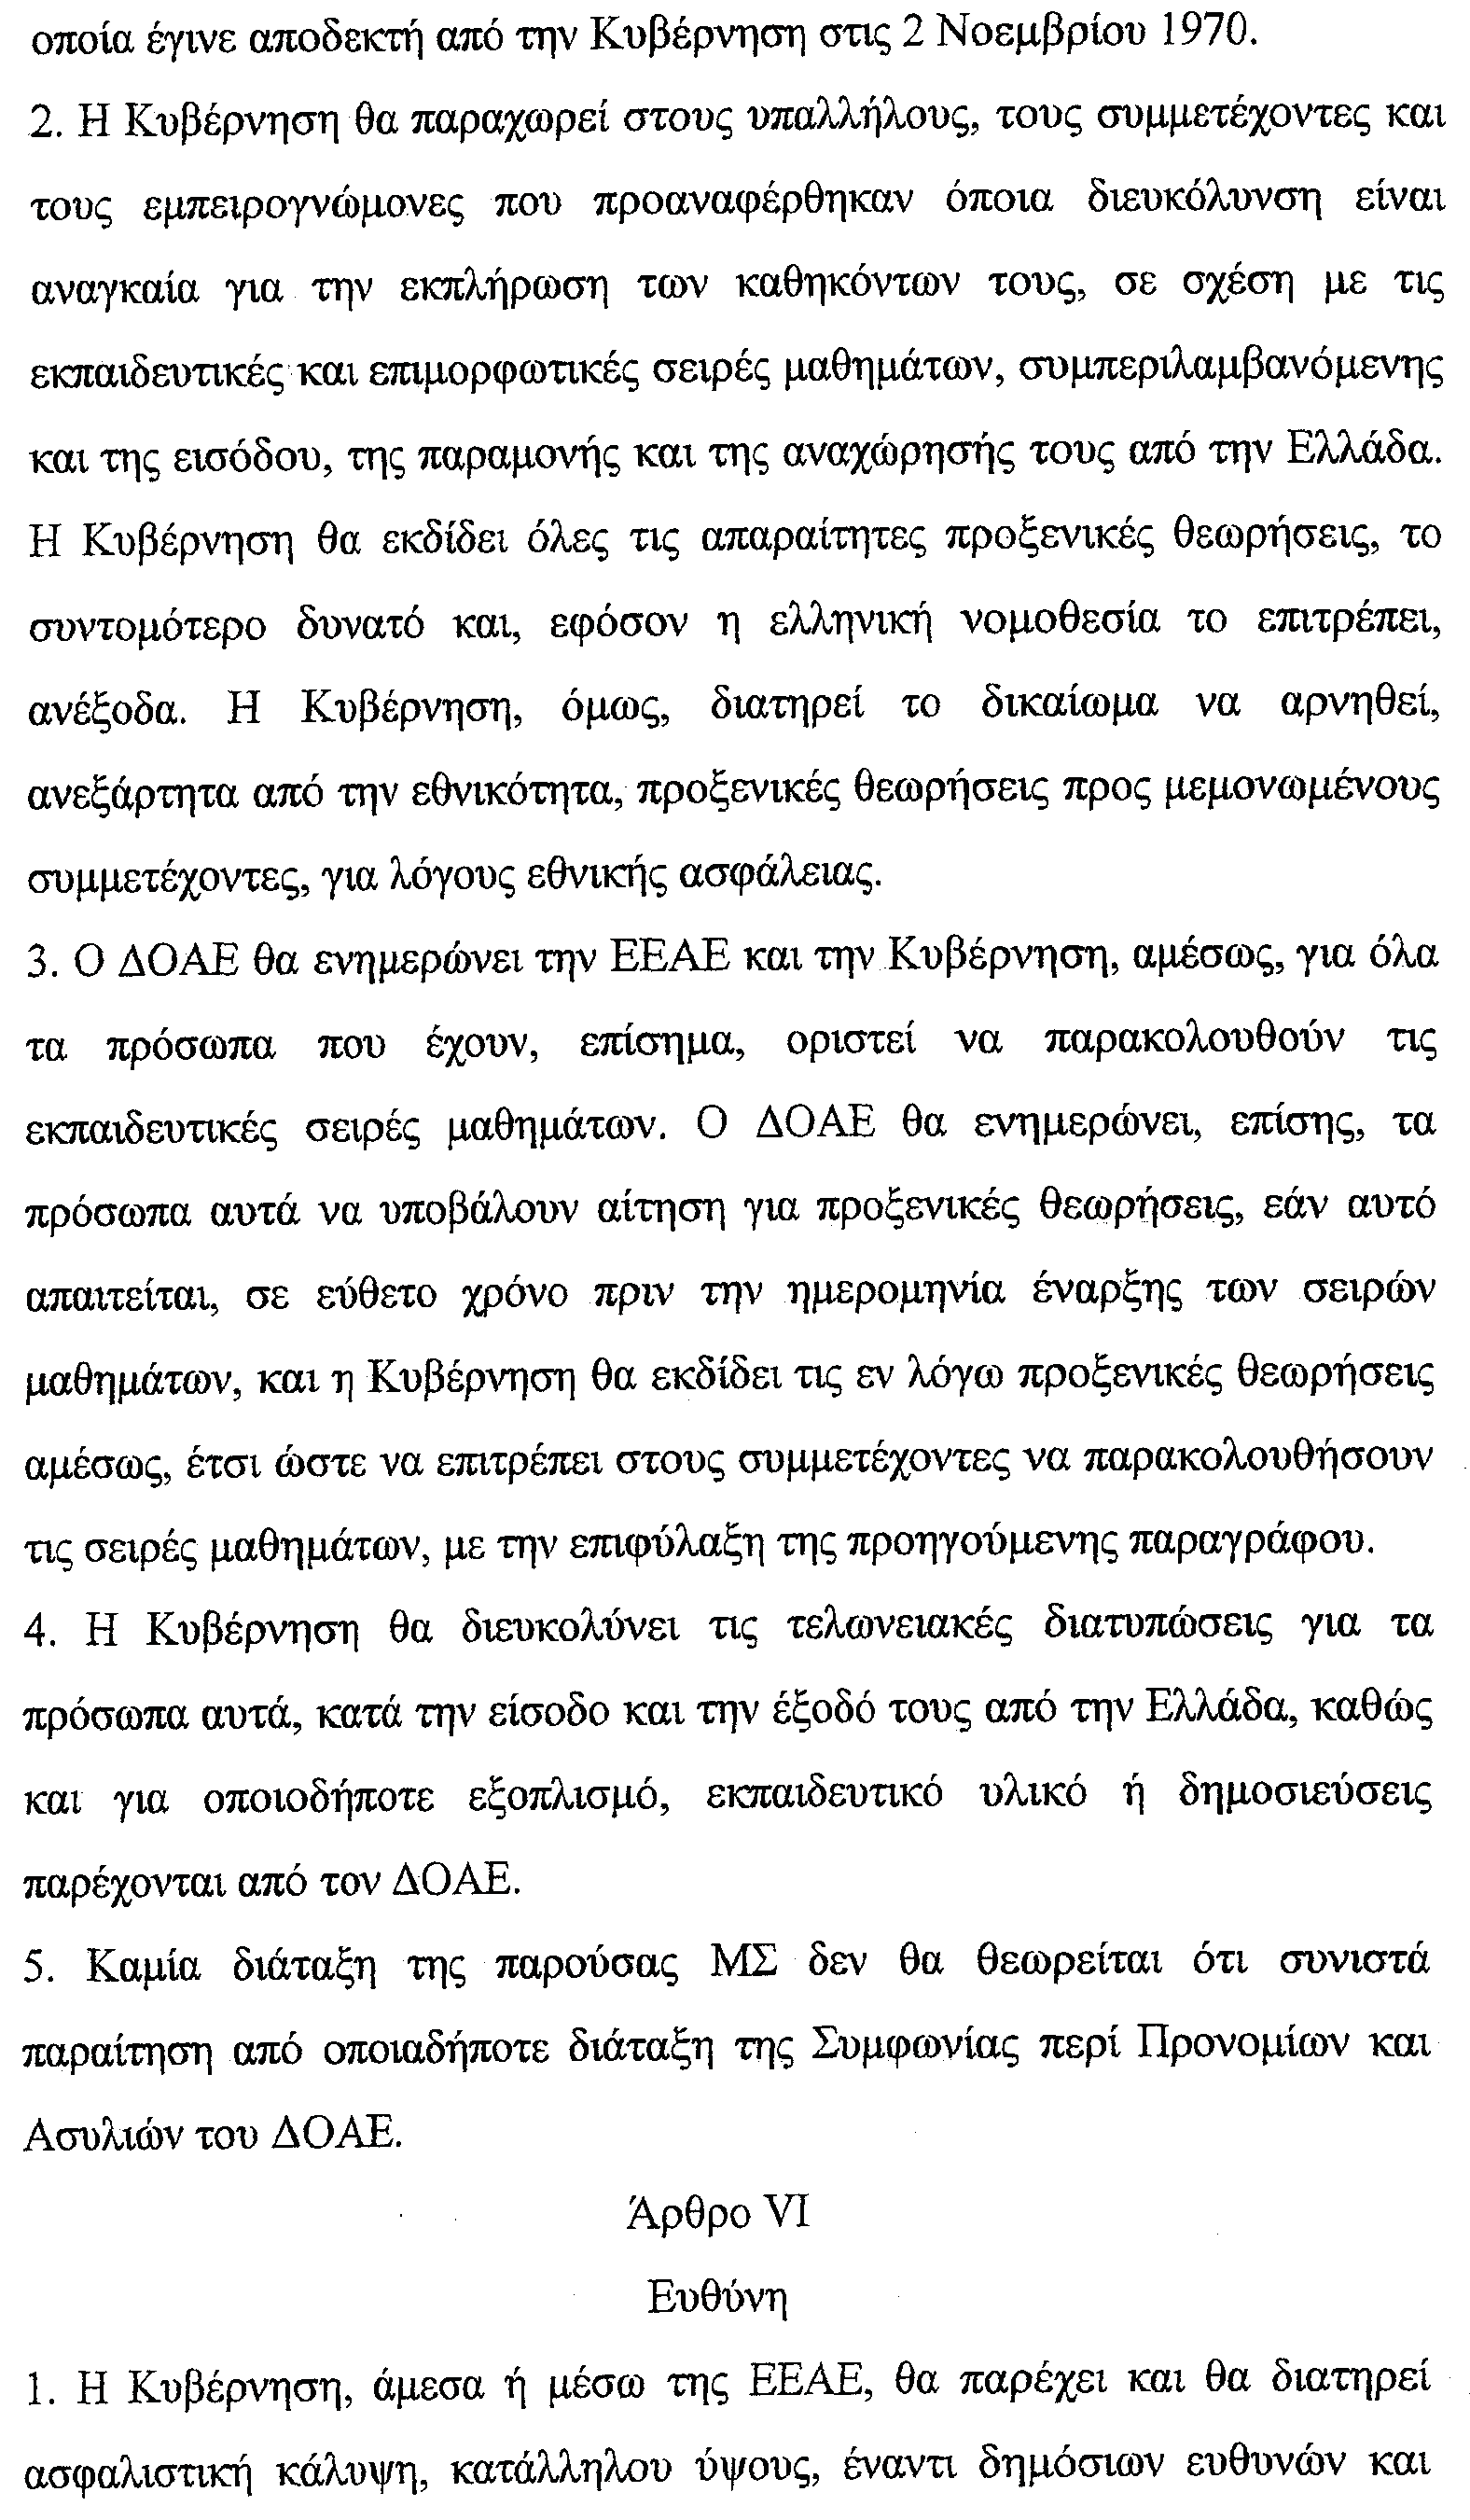 οποία έγινε αποδεκτή από την Κυβέρνηση στις 2 Νοεμβρίου 1970.
2. Η Κυβέρνηση θα παραχωρεί στους υπαλλήλους, τους συμμετέχοντες και
τους εμπειρογνώμονες που προαναφέρθηκαν όποια διευκόλυνση είναι
αναγκαία για την εκπλήρωση των καθηκόντων τους, σε σχέση με τις
εκπαιδευτικές και επιμορφωτικές σειρές μαθημάτων, συμπεριλαμβανόμενης
και της εισόδου, της παραμονής και της αναχώρησής τους από την Ελλάδα.
Η Κυβέρνηση θα εκδίδει όλες τις απαραίτητες προξενικές θεωρήσεις, το
συντομότερο δυνατό και, εφόσον η ελληνική νομοθεσία το επιτρέπει,
ανέξοδα. Η Κυβέρνηση, όμως, διατηρεί το δικαίωμα να αρνηθεί,
ανεξάρτητα από την εθνικότητα, προξενικές θεωρήσεις προς μεμονωμένους
συμμετέχοντες, για λόγους εθνικής ασφάλειας.
3. Ο ΔΟΑΕ θα ενημερώνει την ΕΕΑΕ και την Κυβέρνηση, αμέσως, για όλα
τα πρόσωπα που έχουν, επίσημα, οριστεί να παρακολουθούν τις
εκπαιδευτικές σειρές μαθημάτων. Ο ΔΟΑΕ θα ενημερώνει, επίσης, τα
πρόσωπα αυτά να υποβάλουν αίτηση για προξενικές θεωρήσεις, εάν αυτό
απαιτείται, σε εύθετο χρόνο πριν την ημερομηνία έναρξης των σειρών
μαθημάτων, και η Κυβέρνηση θα εκδίδει τις εν λόγω προξενικές θεωρήσεις
αμέσως, έτσι ώστε να επιτρέπει στους συμμετέχοντες να παρακολουθήσουν
τις σειρές μαθημάτων, με την επιφύλαξη της προηγούμενης παραγράφου.
4. Η Κυβέρνηση θα διευκολύνει τις τελωνειακές διατυπώσεις για τα
πρόσωπα αυτά, κατά την είσοδο και την έξοδό τους από την Ελλάδα, καθώς
και για οποιοδήποτε εξοπλισμό, εκπαιδευτικό υλικό ή δημοσιεύσεις
παρέχονται από τον ΔΟΑΕ.
5. Καμία διάταξη της παρούσας ΜΣ δεν θα θεωρείται ότι συνιστά
παραίτηση από οποιαδήποτε διάταξη της Συμφωνίας περί Προνομίων και
Ασυλιών του ΔΟΑΕ.
Άρθρο VI
Ευθύνη
1. Η Κυβέρνηση, άμεσα ή μέσω της ΕΕΑΕ, θα παρέχει και θα διατηρεί
ασφαλιστική κάλυψη, κατάλληλου ύψους, έναντι δημόσιων ευθυνών και